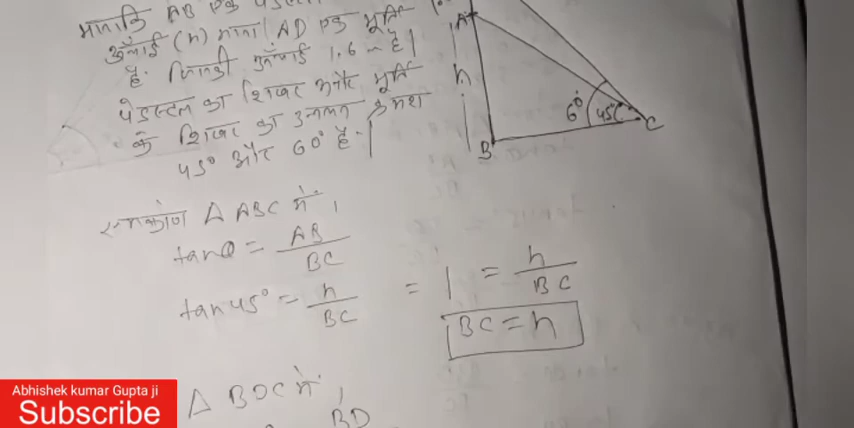 मानाकि AB एक
ऊँचाई (h) माना। AD एक मूर्ति
है. जिसकी ऊँचाई 1.6 m है।
पेडस्टल का शिखर और मूर्ति
के शिखर का उन्नयन क्रमश
45° और 60° है.
A
h
60°
45°
C
B
समकोण Δ ABC में,
tanθ = AB/BC
tan45° = h/BC = 1 = h/BC
BC = h
Δ BDC में,
BD
Abhishek kumar Gupta ji
Subscribe